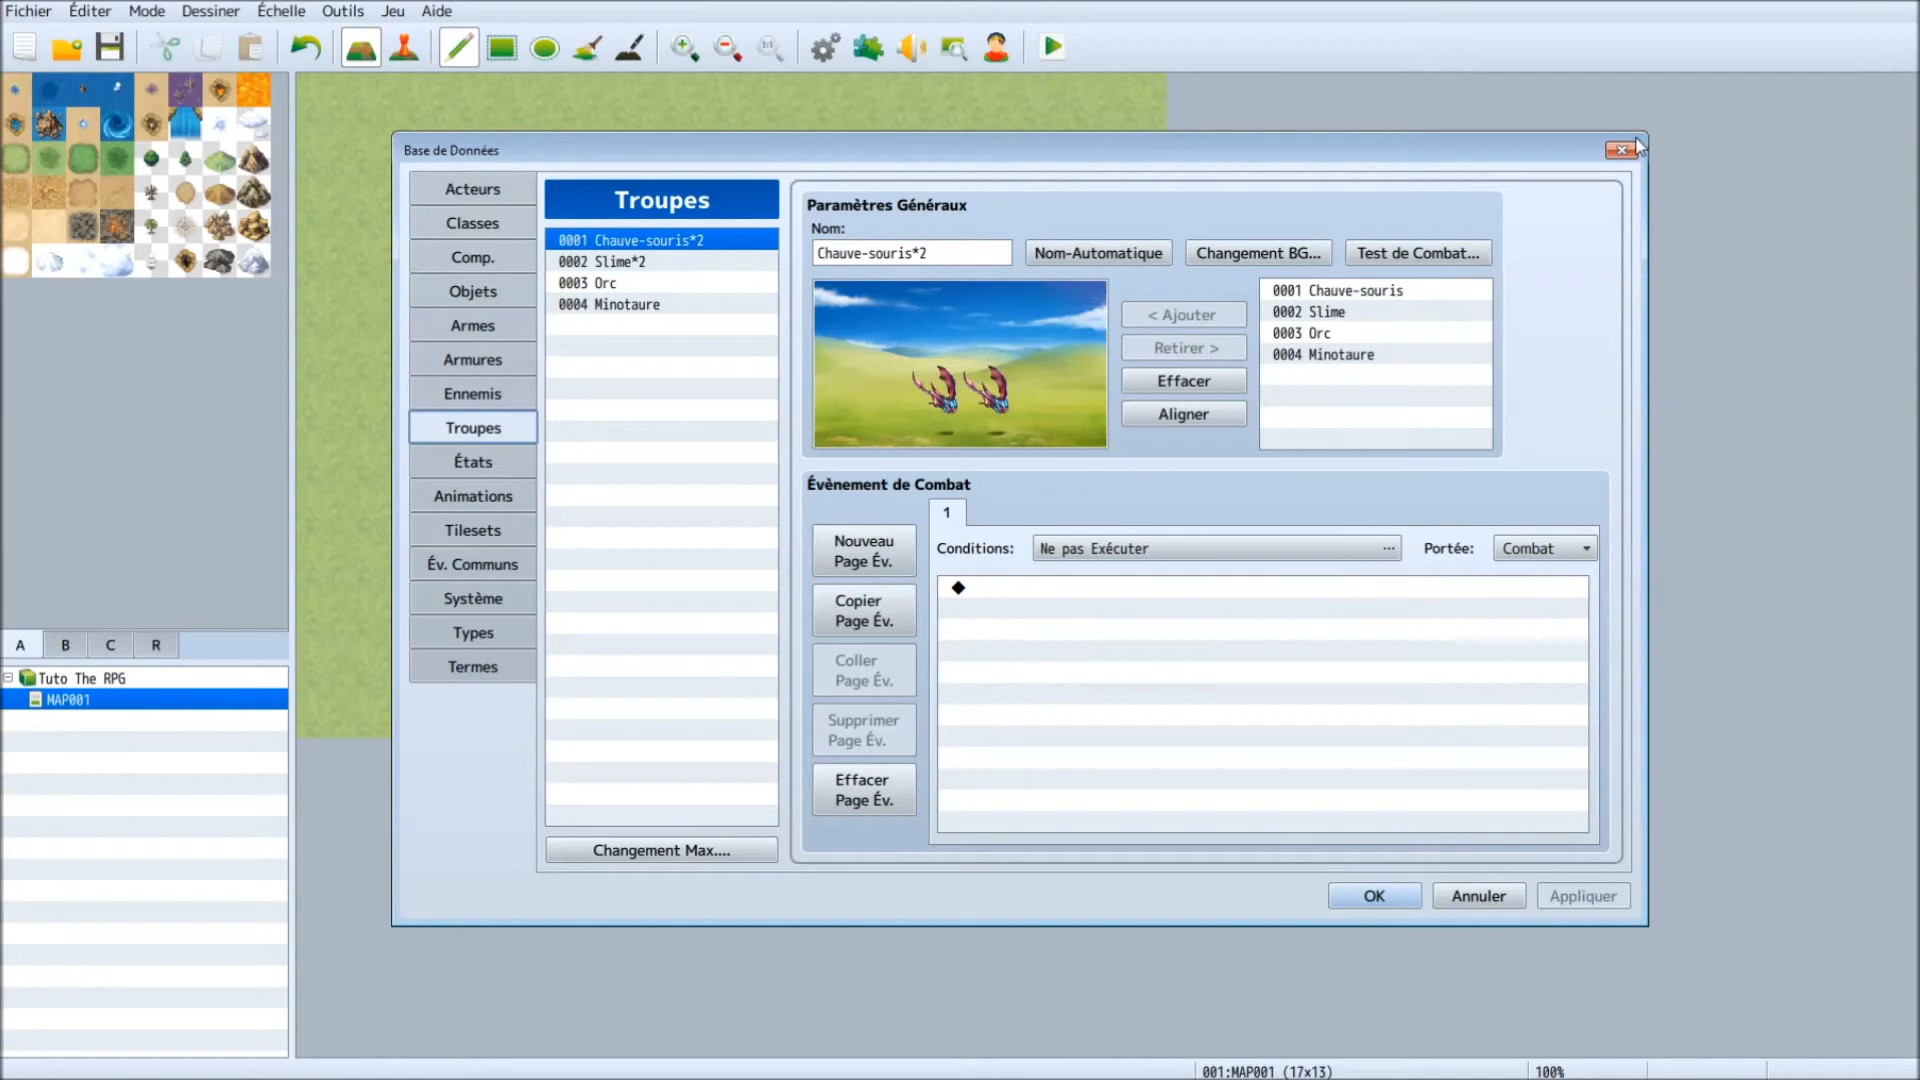 Fichier Éditer Mode Dessiner Échelle Outils Jeu Aide
1:1
Base de Données
Acteurs
Classes
Comp.
Objets
Armes
Armures
Ennemis
Troupes
États
Animations
Tilesets
Év. Communs
Système
Types
Termes
Troupes
0001 Chauve-souris*2
0002 Slime*2
0003 Orc
0004 Minotaure
Changement Max....
Paramètres Généraux
Nom:
Chauve-souris*2
Nom-Automatique
Changement BG...
Test de Combat...
< Ajouter
Retirer >
Effacer
Aligner
0001 Chauve-souris
0002 Slime
0003 Orc
0004 Minotaure
Évènement de Combat
1
Nouveau
Page Év.
Copier
Page Év.
Coller
Page Év.
Supprimer
Page Év.
Effacer
Page Év.
Conditions: Ne pas Exécuter ... Portée: Combat
◆
OK Annuler Appliquer
A B C R
Tuto The RPG
MAP001
001:MAP001 (17x13) 100%